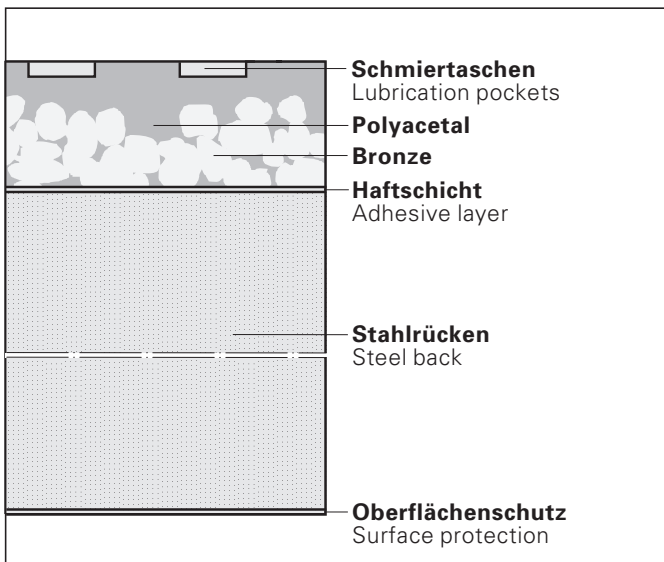 Schmiertaschen
Lubrication pockets
Polyacetal
Bronze
Haftschicht
Adhesive layer
Stahlrücken
Steel back
Oberflächenschutz
Surface protection